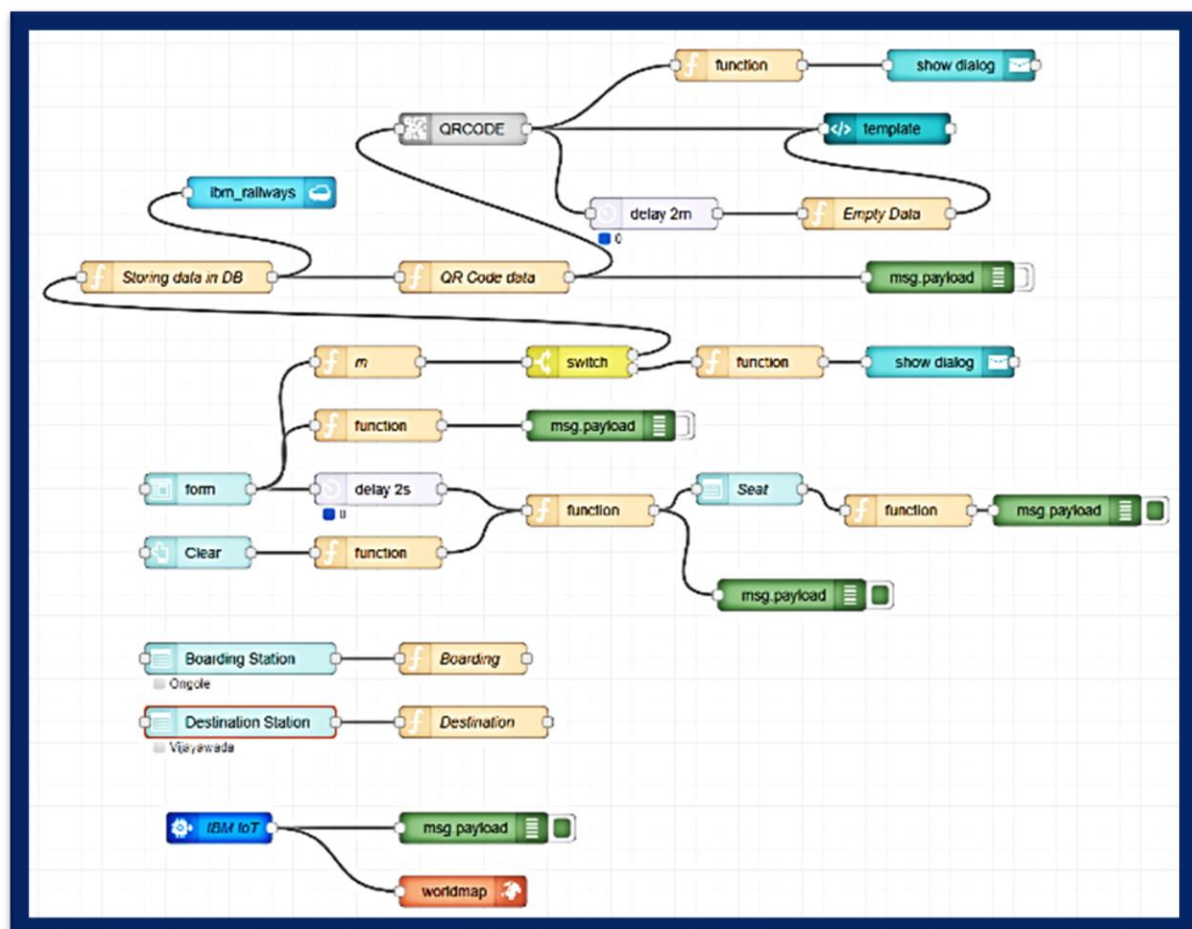 function
show dialog
QRCODE
</> template
ibm_railways
delay 2m
Empty Data
0
Storing data in DB
QR Code data
msg.payload
m
switch
function
show dialog
function
msg.payload
form
delay 2s
function
Seat
function
msg.payload
0
Clear
function
msg.payload
Boarding Station
Boarding
Ongole
Destination Station
Destination
Vijayawada
IBM IoT
msg.payload
worldmap